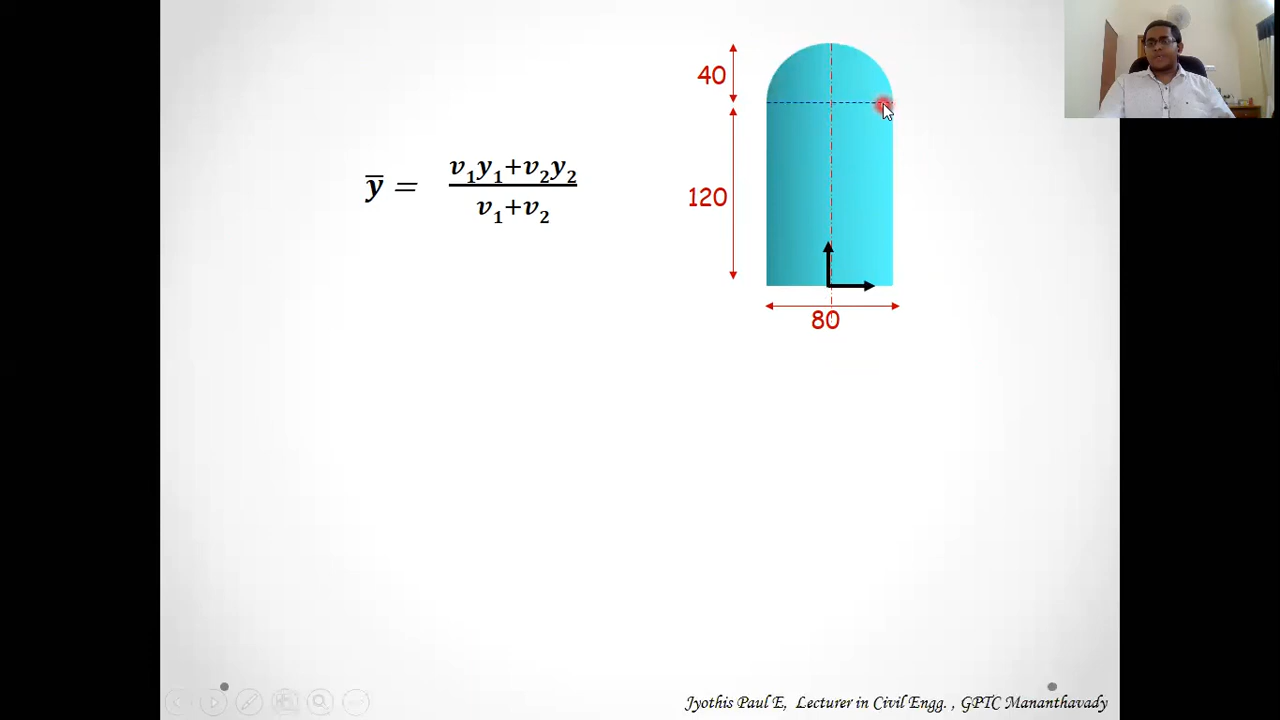 40
120
80
y̅ = v₁y₁+v₂y₂
v₁+v₂
Jyothis Paul E, Lecturer in Civil Engg. , GPTC Mananthavady